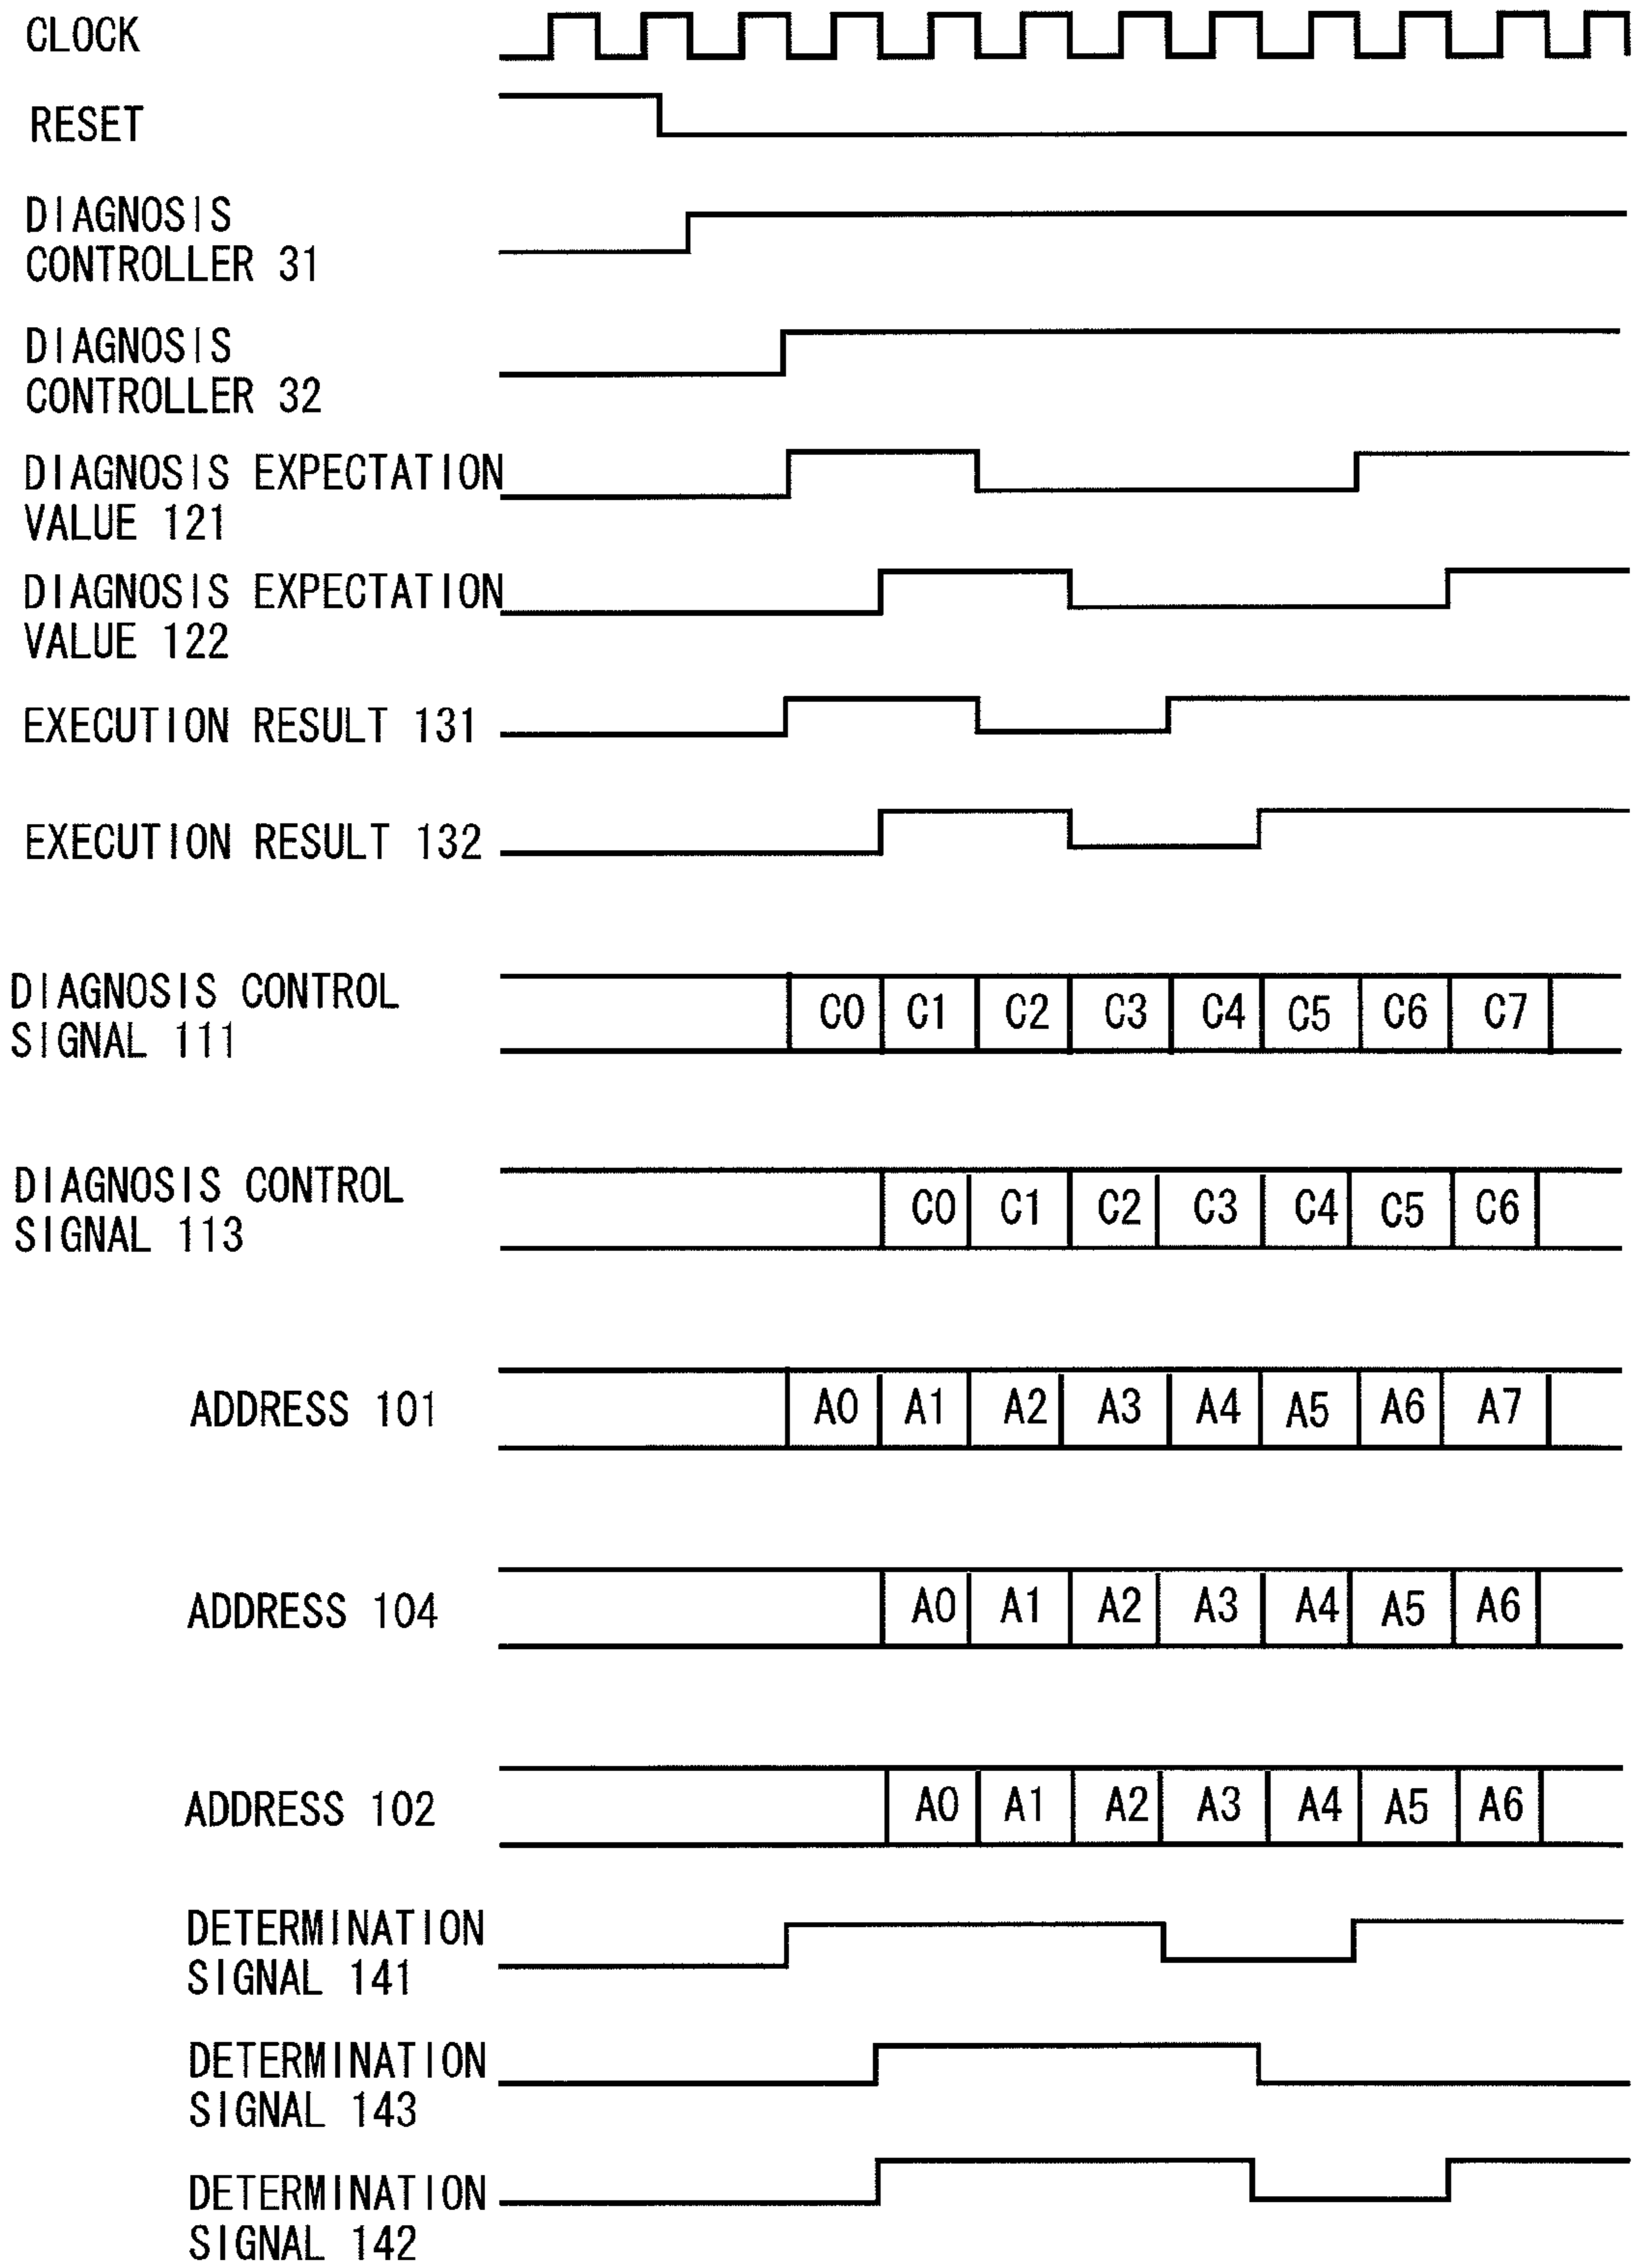 CLOCK
RESET
DIAGNOSIS
CONTROLLER 31
DIAGNOSIS
CONTROLLER 32
DIAGNOSIS EXPECTATION
VALUE 121
DIAGNOSIS EXPECTATION
VALUE 122
EXECUTION RESULT 131
EXECUTION RESULT 132
DIAGNOSIS CONTROL
SIGNAL 111
C0 C1 C2 C3 C4 C5 C6 C7
DIAGNOSIS CONTROL
SIGNAL 113
C0 C1 C2 C3 C4 C5 C6
ADDRESS 101 A0 A1 A2 A3 A4 A5 A6 A7
ADDRESS 104 A0 A1 A2 A3 A4 A5 A6
ADDRESS 102 A0 A1 A2 A3 A4 A5 A6
DETERMINATION
SIGNAL 141
DETERMINATION
SIGNAL 143
DETERMINATION
SIGNAL 142